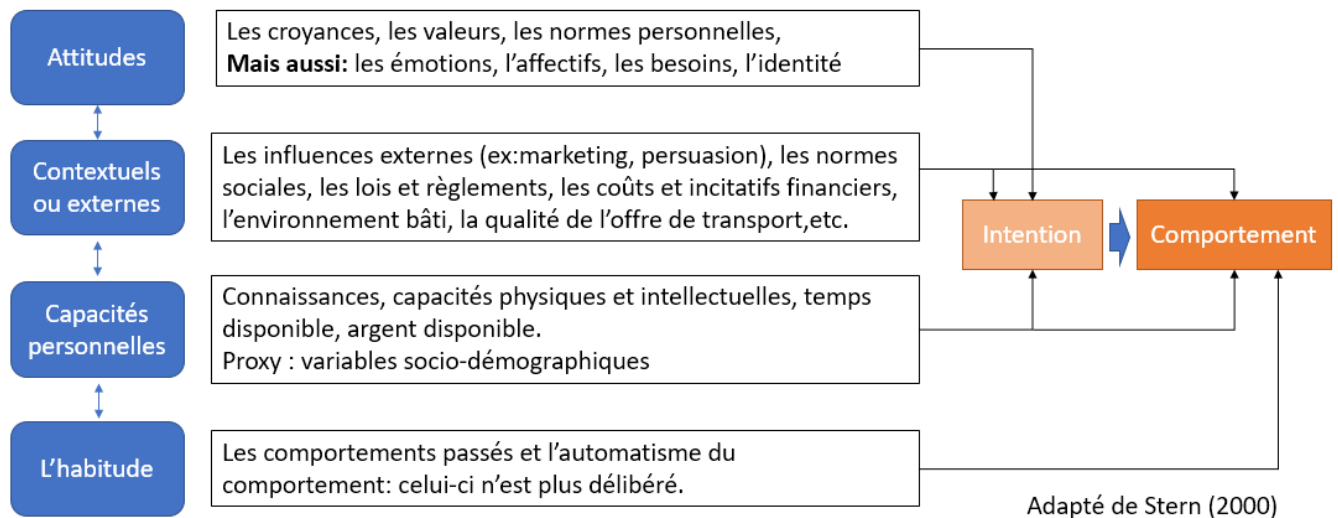 Attitudes
Les croyances, les valeurs, les normes personnelles,
Mais aussi: les émotions, l’affectifs, les besoins, l’identité
Contextuels
ou externes
Les influences externes (ex:marketing, persuasion), les normes
sociales, les lois et règlements, les coûts et incitatifs financiers,
l’environnement bâti, la qualité de l’offre de transport,etc.
Intention
Comportement
Capacités
personnelles
Connaissances, capacités physiques et intellectuelles, temps
disponible, argent disponible.
Proxy : variables socio-démographiques
L’habitude
Les comportements passés et l’automatisme du
comportement: celui-ci n’est plus délibéré.
Adapté de Stern (2000)